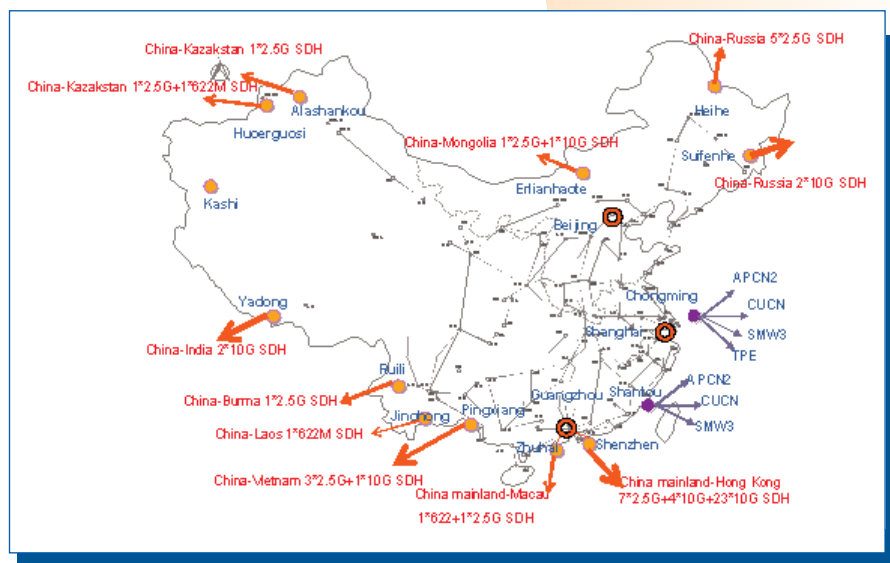 China-Russia 5*2.5G SDH
China-Kazakstan 1*2.5G SDH
China-Kazakstan 1*2.5G+1*622M SDH
Alashankou
Heihe
Huoerguosi
China-Mongolia 1*2.5G+1*10G SDH
Suifenhe
China-Russia 2*10G SDH
Erlianhaote
Kashi
Beijing
APCN2
Chongming
Yadong
CUCN
Shanghai
SMW3
China-India 2*10G SDH
TPE
Ruili
APCN2
Guangzhou
Shantou
China-Burma 1*2.5G SDH
CUCN
Jinghong
Pingxiang
SMW3
China-Laos 1*622M SDH
Zhuhai
Shenzhen
China-Vietnam 3*2.5G+1*10G SDH
China mainland-Hong Kong
7*2.5G+4*10G+23*10G SDH
China mainland-Macau
1*622+1*2.5G SDH